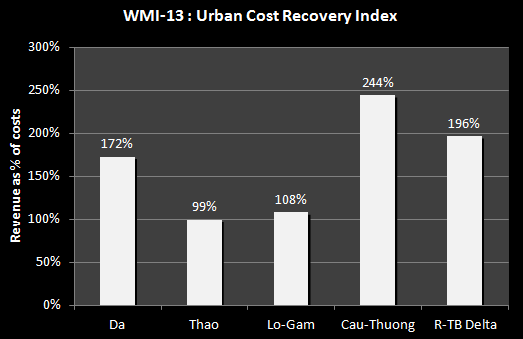 WMI-13 : Urban Cost Recovery Index
Revenue as % of costs
300%
250%
200%
150%
100%
50%
0%
172%
99%
108%
244%
196%
Da
Thao
Lo-Gam
Cau-Thuong
R-TB Delta